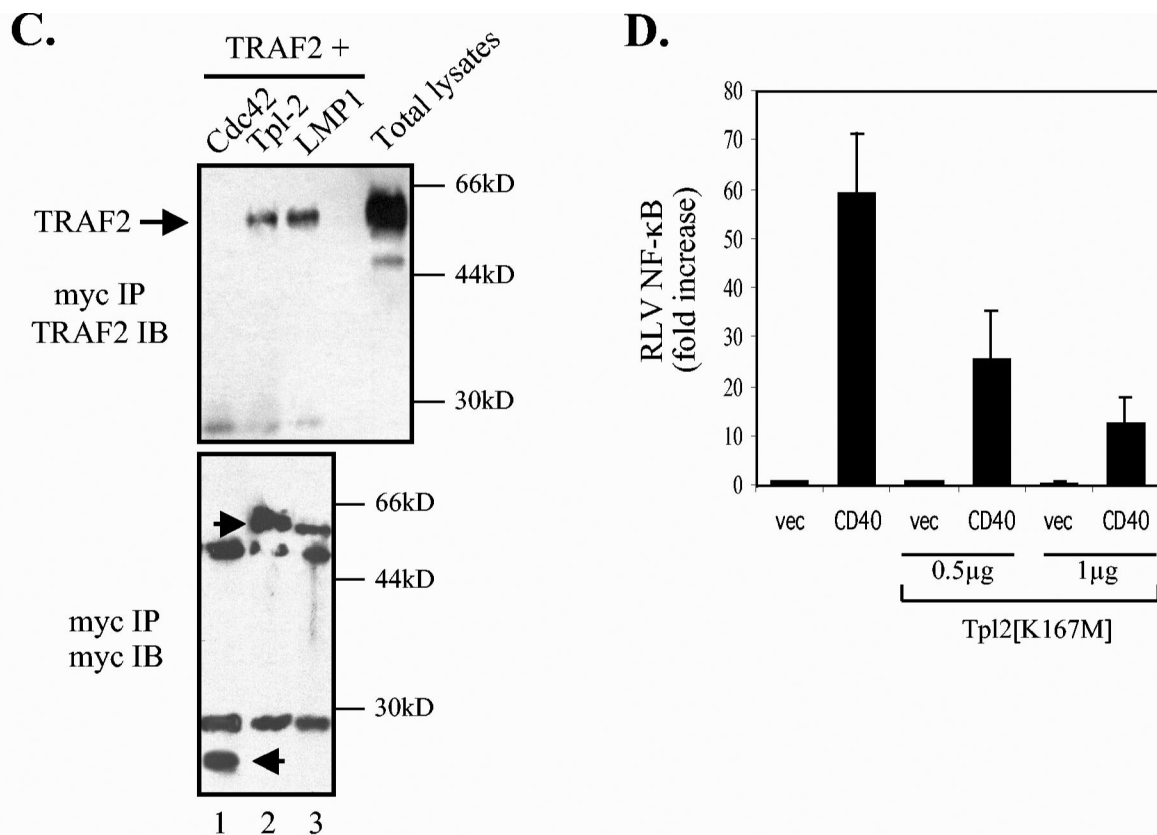 C.
TRAF2 +
Cdc42
Tpl-2
LMP1
Total lysates
TRAF2
myc IP
TRAF2 IB
66kD
44kD
30kD
myc IP
myc IB
66kD
44kD
30kD
1 2 3
D.
RLV NF-κB
(fold increase)
80
70
60
50
40
30
20
10
0
vec CD40 vec CD40 vec CD40
0.5µg 1µg
Tpl2[K167M]